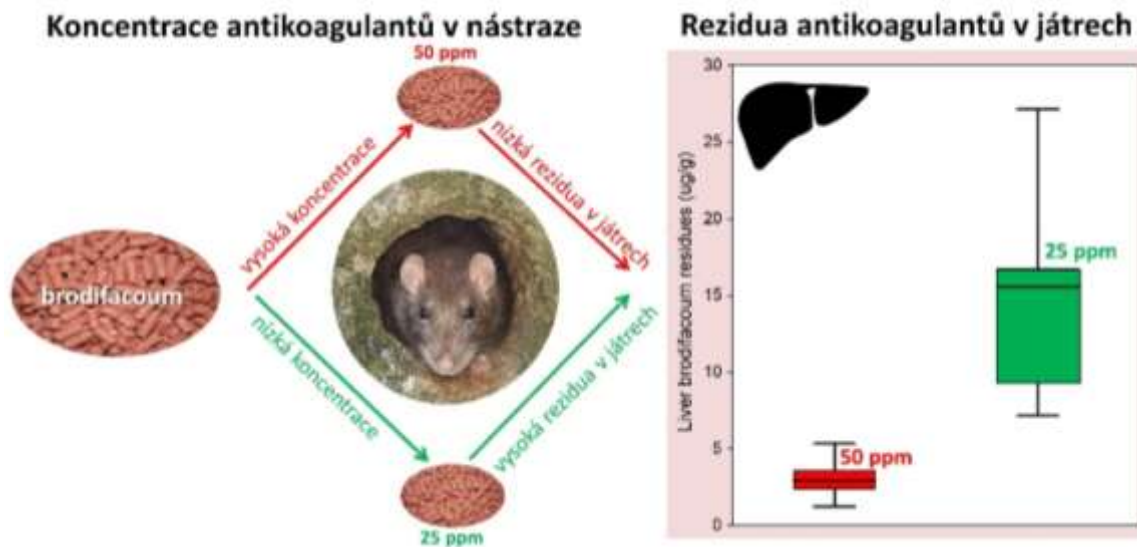 Koncentrace antikoagulantů v nástraze
50 ppm
vysoká koncentrace
nízká rezidua v játrech
brodifacoum
nízká koncentrace
vysoká rezidua v játrech
25 ppm
Rezidua antikoagulantů v játrech
Liver brodifacoum residues (ug/g)
30
25
20
15
10
5
0
25 ppm
50 ppm